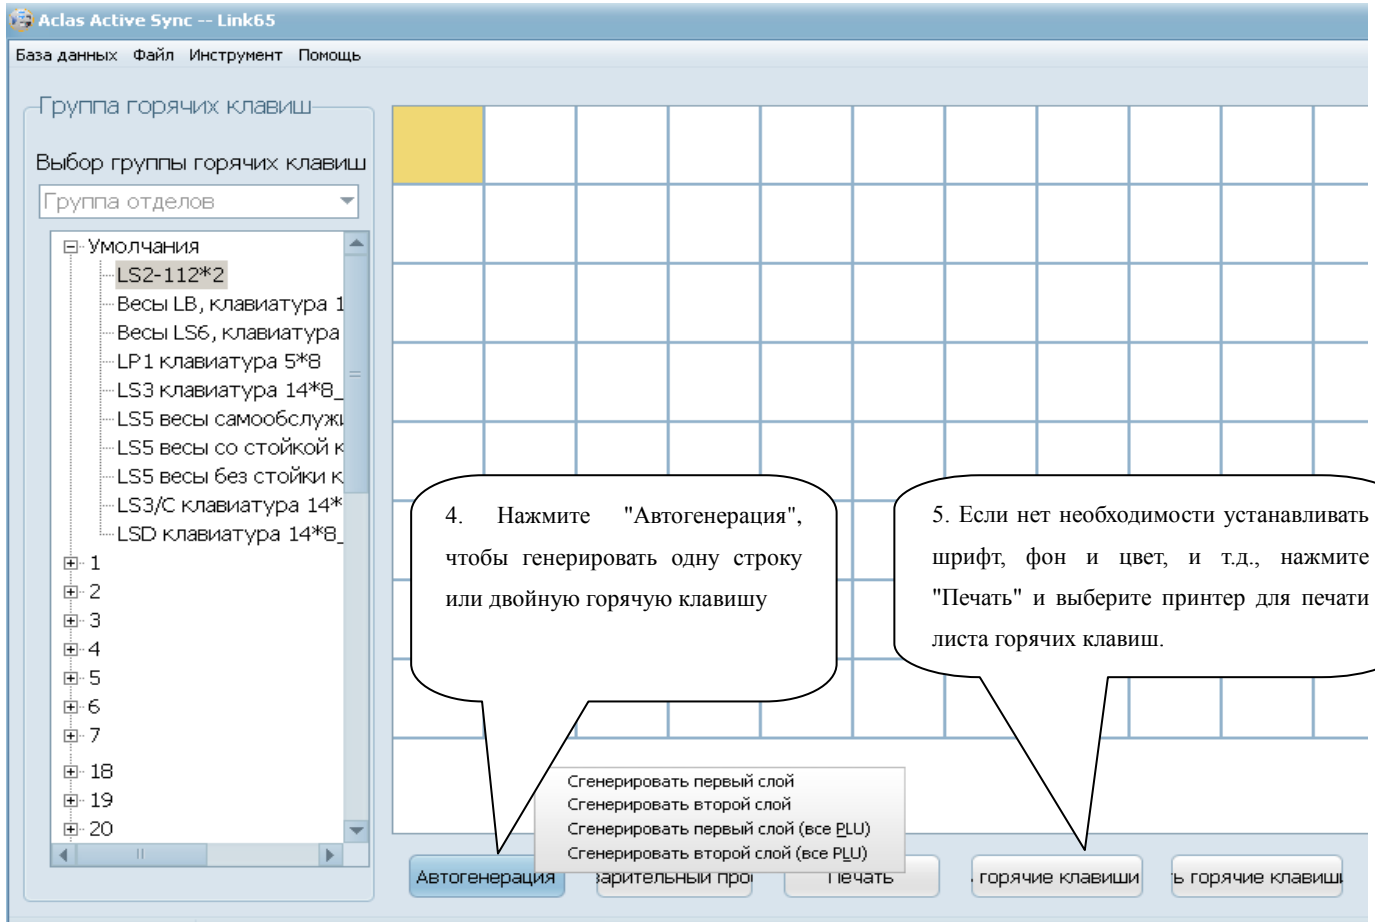 Aclas Active Sync -- Link65
База данных Файл Инструмент Помощь
Группа горячих клавиш
Выбор группы горячих клавиш
Группа отделов
Умолчания
LS2-112*2
Весы LB, клавиатура 1
Весы LS6, клавиатура
LP1 клавиатура 5*8
LS3 клавиатура 14*8_
LS5 весы самообслужи
LS5 весы со стойкой к
LS5 весы без стойки к
LS3/C клавиатура 14*
LSD клавиатура 14*8_
1
2
3
4
5
6
7
18
19
20
4. Нажмите "Автогенерация",
чтобы генерировать одну строку
или двойную горячую клавишу
5. Если нет необходимости устанавливать
шрифт, фон и цвет, и т.д., нажмите
"Печать" и выберите принтер для печати
листа горячих клавиш.
Сгенерировать первый слой
Сгенерировать второй слой
Сгенерировать первый слой (все PLU)
Сгенерировать второй слой (все PLU)
Автогенерация
зарительный про
Печать
горячие клавиши
ь горячие клавиши